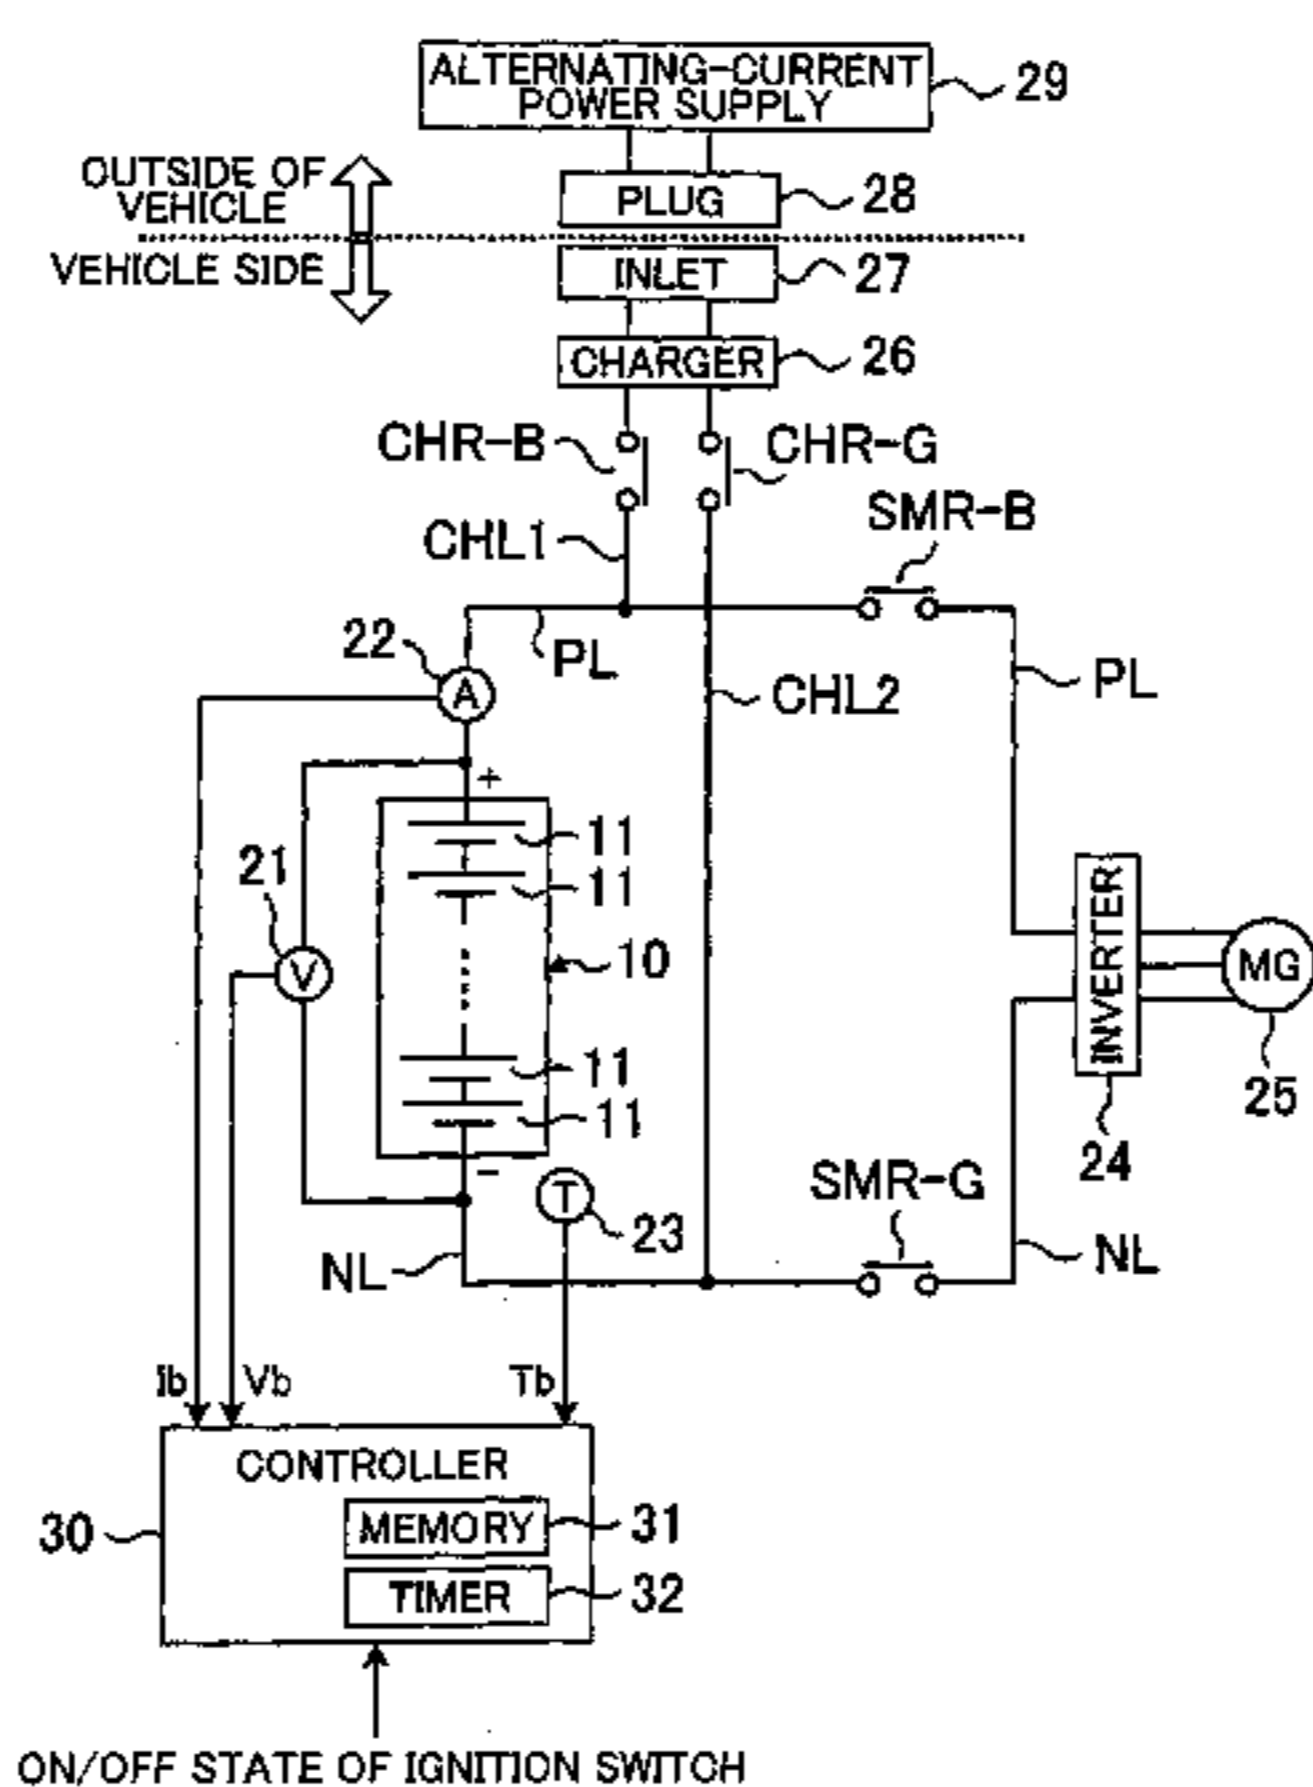 ALTERNATING-CURRENT
POWER SUPPLY
29
OUTSIDE OF
VEHICLE
PLUG
28
VEHICLE SIDE
INLET
27
CHARGER
26
CHR-B
CHR-G
SMR-B
CHL1
22
PL
A
CHL2
PL
+
11
21
11
V
10
INVERTER
MG
11
11
25
24
-
T
23
SMR-G
NL
NL
Ib
Vb
Tb
CONTROLLER
30
MEMORY
31
TIMER
32
ON/OFF STATE OF IGNITION SWITCH